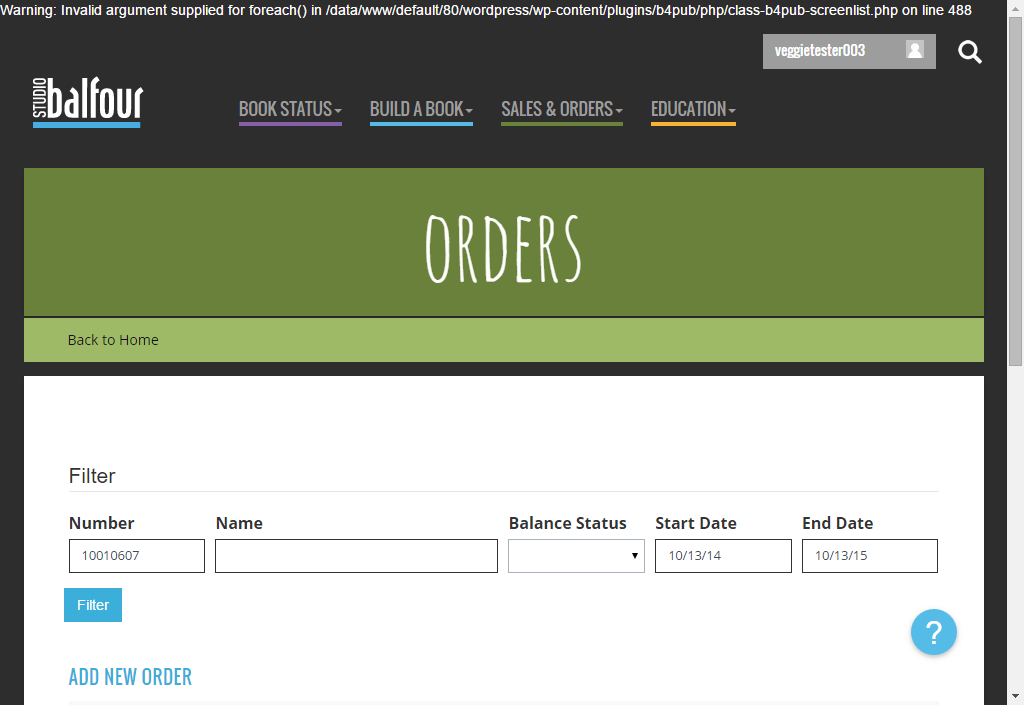 Warning: Invalid argument supplied for foreach() in /data/www/default/80/wordpress/wp-content/plugins/b4pub/php/class-b4pub-screenlist.php on line 488
veggietester003
STUDIO balfour
BOOK STATUS BUILD A BOOK SALES & ORDERS EDUCATION
ORDERS
Back to Home
Filter
Number Name Balance Status Start Date End Date
10010607 10/13/14 10/13/15
Filter
?
ADD NEW ORDER